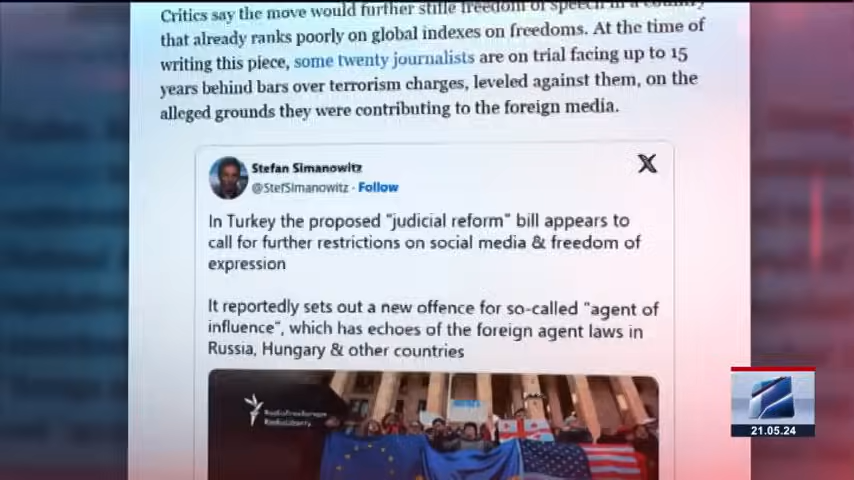 Critics say the move would further stifle freedom of speech in a country
that already ranks poorly on global indexes on freedoms. At the time of
writing this piece, some twenty journalists are on trial facing up to 15
years behind bars over terrorism charges, leveled against them, on the
alleged grounds they were contributing to the foreign media.
Stefan Simanowitz
@StefSimanowitz · Follow
In Turkey the proposed "judicial reform" bill appears to
call for further restrictions on social media & freedom of
expression
It reportedly sets out a new offence for so-called "agent of
influence", which has echoes of the foreign agent laws in
Russia, Hungary & other countries
RadioFreeEurope
RadioLiberty
21.05.24